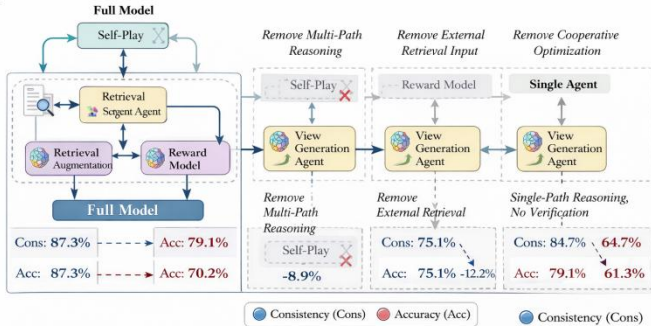 Full Model
Self-Play
Retrieval
Sergent Agent
Retrieval
Augmentation
Reward
Model
Full Model
Cons: 87.3%
Acc: 79.1%
Acc: 87.3%
Acc: 70.2%
Remove Multi-Path
Reasoning
Self-Play
View
Generation
Agent
Remove
Multi-Path
Reasoning
Self-Play
-8.9%
Remove External
Retrieval Input
Reward Model
View
Generation
Agent
Remove
External Retrieval
Cons: 75.1%
Acc: 75.1%
-12.2%
Remove Cooperative
Optimization
Single Agent
View
Generation
Agent
Single-Path Reasoning,
No Verification
Cons: 84.7% 64.7%
Acc: 79.1% 61.3%
Consistency (Cons)
Accuracy (Acc)
Consistency (Cons)